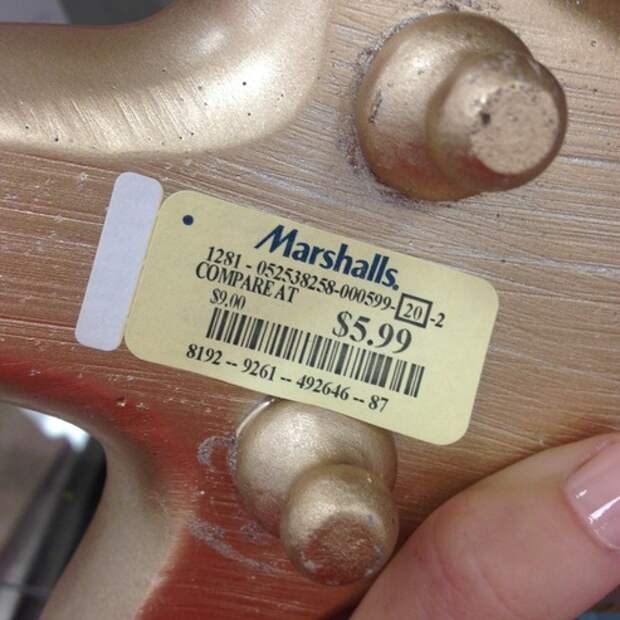 Marshalls.
1281 - 052538258-000599-20-2
COMPARE AT
$9.00
$5.99
8192 -- 9261 -- 492646 -- 87